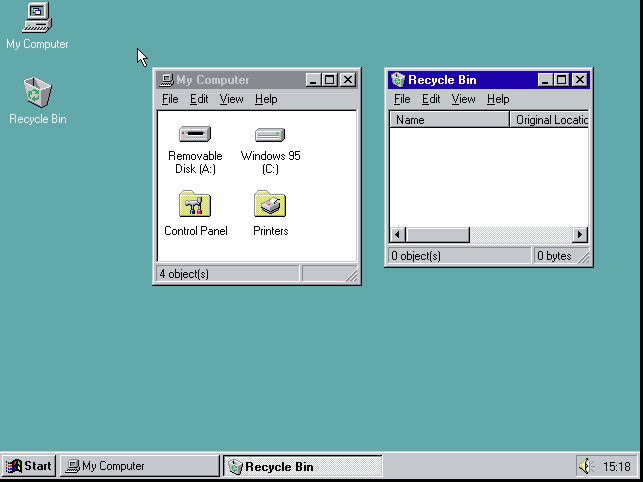 My Computer
Recycle Bin
My Computer
File Edit View Help
Removable
Disk (A:)
Windows 95
(C:)
Control Panel
Printers
4 object(s)
Recycle Bin
File Edit View Help
Name Original Locatic
0 object(s) 0 bytes
Start My Computer Recycle Bin 15:18